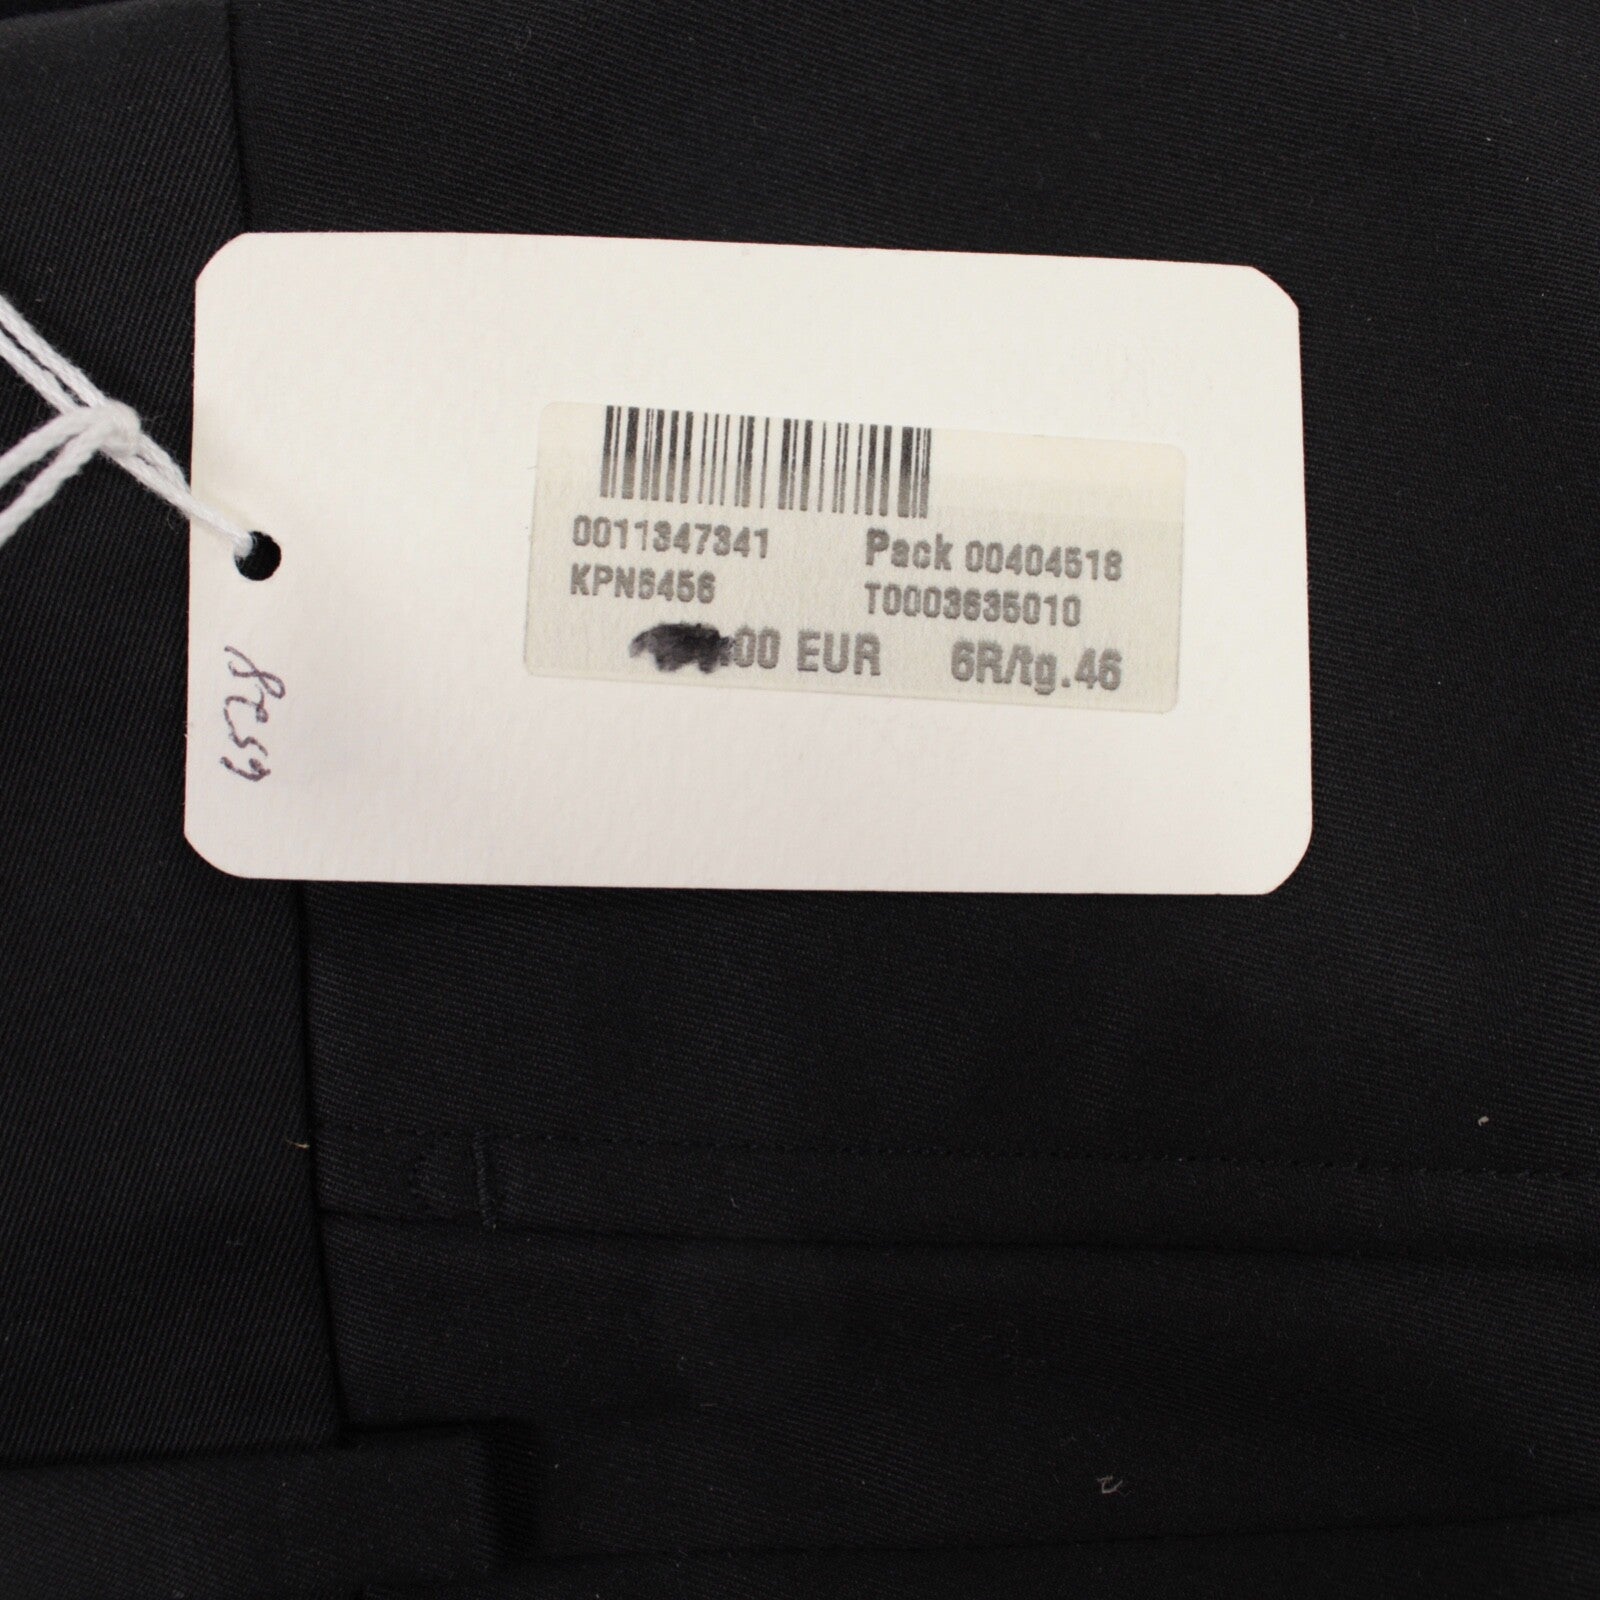 0011347341 Pack 00404518
KPN6456 T0003635010
.00 EUR 6R/tg.46